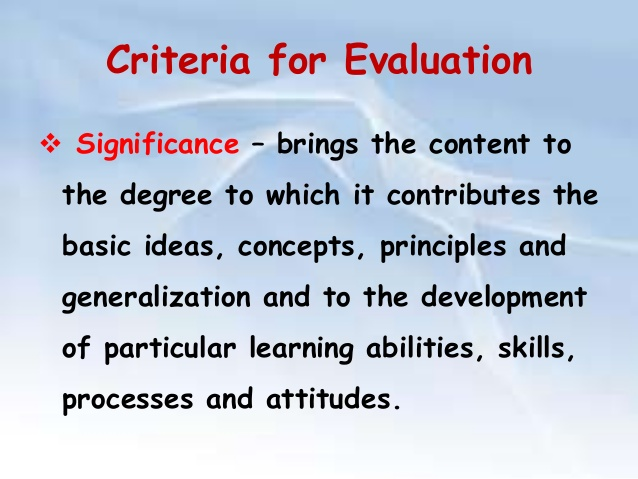 Criteria for Evaluation
❖ Significance – brings the content to
the degree to which it contributes the
basic ideas, concepts, principles and
generalization and to the development
of particular learning abilities, skills,
processes and attitudes.